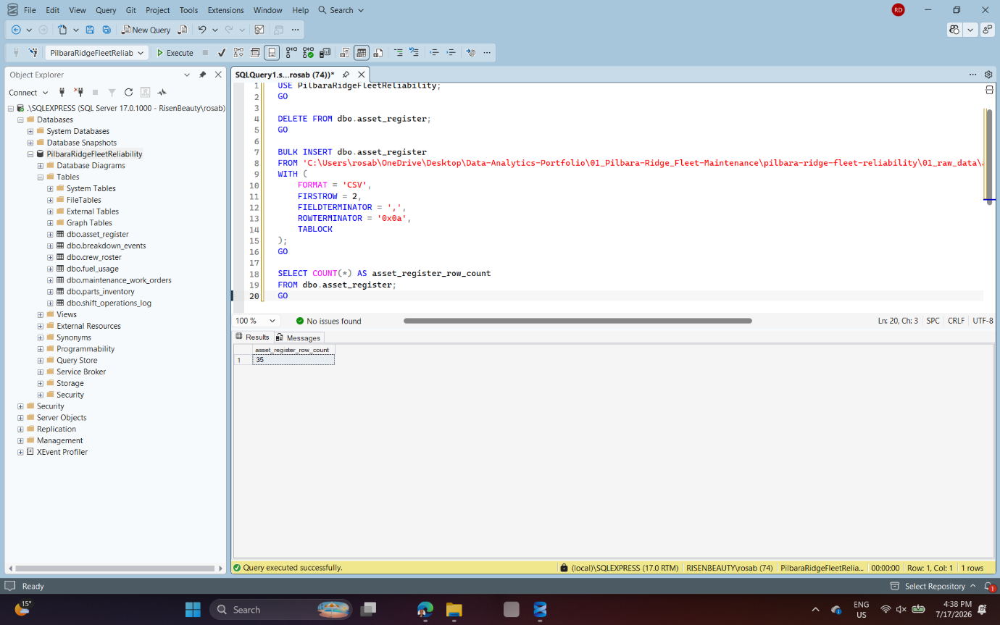 File Edit View Query Git Project Tools Extensions Window Help Search RD
New Query
PilbaraRidgeFleetReliab Execute
Object Explorer
Connect
.\SQLEXPRESS (SQL Server 17.0.1000 - RisenBeauty\rosab)
Databases
System Databases
Database Snapshots
PilbaraRidgeFleetReliability
Database Diagrams
Tables
System Tables
FileTables
External Tables
Graph Tables
dbo.asset_register
dbo.breakdown_events
dbo.crew_roster
dbo.fuel_usage
dbo.maintenance_work_orders
dbo.parts_inventory
dbo.shift_operations_log
Views
External Resources
Synonyms
Programmability
Query Store
Service Broker
Storage
Security
Security
Server Objects
Replication
Management
XEvent Profiler
SQLQuery1.s...rosab (74))*
1 USE PilbaraRidgeFleetReliability;
2 GO
3
4 DELETE FROM dbo.asset_register;
5 GO
6
7 BULK INSERT dbo.asset_register
8 FROM 'C:\Users\rosab\OneDrive\Desktop\Data-Analytics-Portfolio\01_Pilbara-Ridge_Fleet-Maintenance\pilbara-ridge-fleet-reliability\01_raw_data\
9 WITH (
10 FORMAT = 'CSV',
11 FIRSTROW = 2,
12 FIELDTERMINATOR = ',',
13 ROWTERMINATOR = '0x0a',
14 TABLOCK
15 );
16 GO
17
18 SELECT COUNT(*) AS asset_register_row_count
19 FROM dbo.asset_register;
20 GO
100 % No issues found Ln: 20, Ch: 3 SPC CRLF UTF-8
Results Messages
asset_register_row_count
1 35
Query executed successfully. (local)\SQLEXPRESS (17.0 RTM) RISENBEAUTY\rosab (74) PilbaraRidgeFleetRelia... 00:00:00 Row: 1, Col: 1 1 rows
Ready Select Repository 1
15° Search ENG US 4:38 PM 7/17/2026